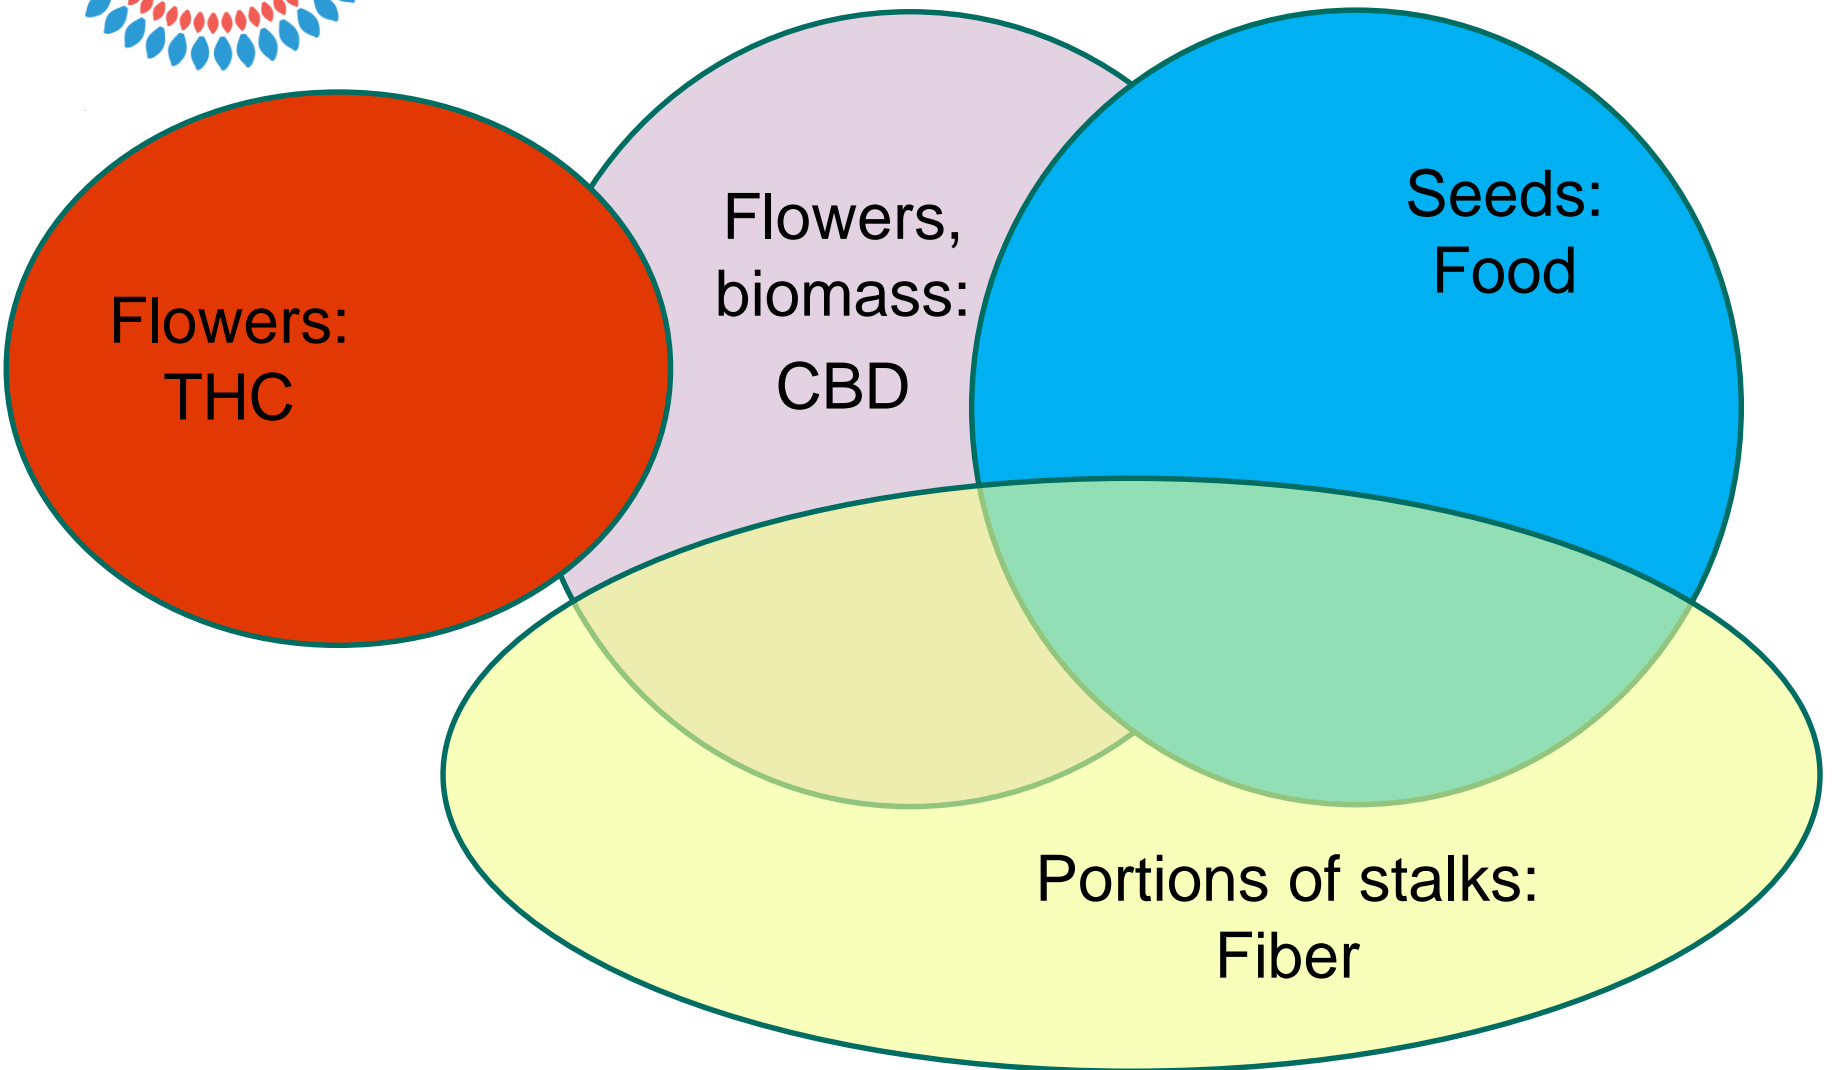 Flowers:
THC
Flowers,
biomass:
CBD
Seeds:
Food
Portions of stalks:
Fiber